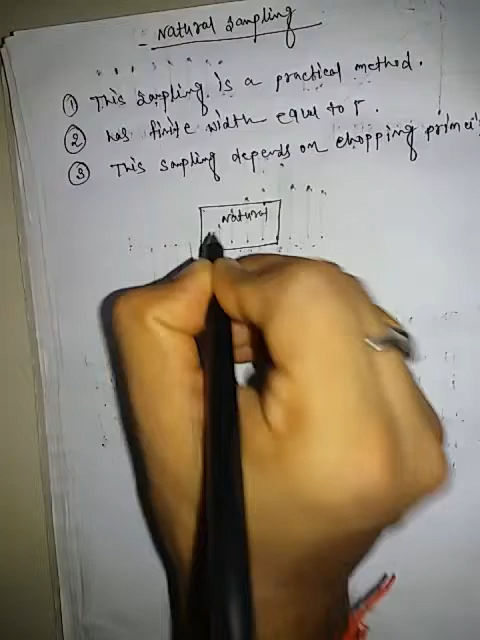 Natural Sampling
① This sampling is a practical method.
② has finite width equal to τ.
③ This sampling depends on chopping
Natural